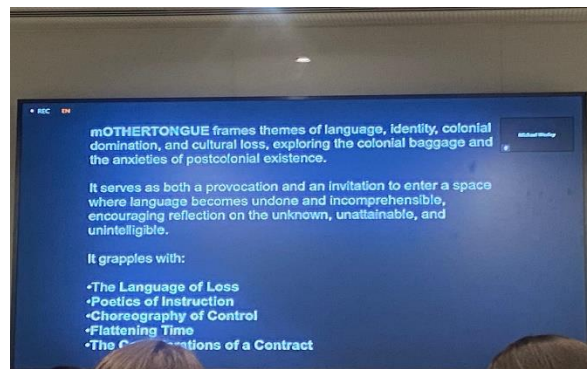 REC EN
mOTHERTONGUE frames themes of language, identity, colonial
domination, and cultural loss, exploring the colonial baggage and
the anxieties of postcolonial existence.
It serves as both a provocation and an invitation to enter a space
where language becomes undone and incomprehensible,
encouraging reflection on the unknown, unattainable, and
unintelligible.
It grapples with:
•The Language of Loss
•Poetics of Instruction
•Choreography of Control
•Flattening Time
•The of a Contract